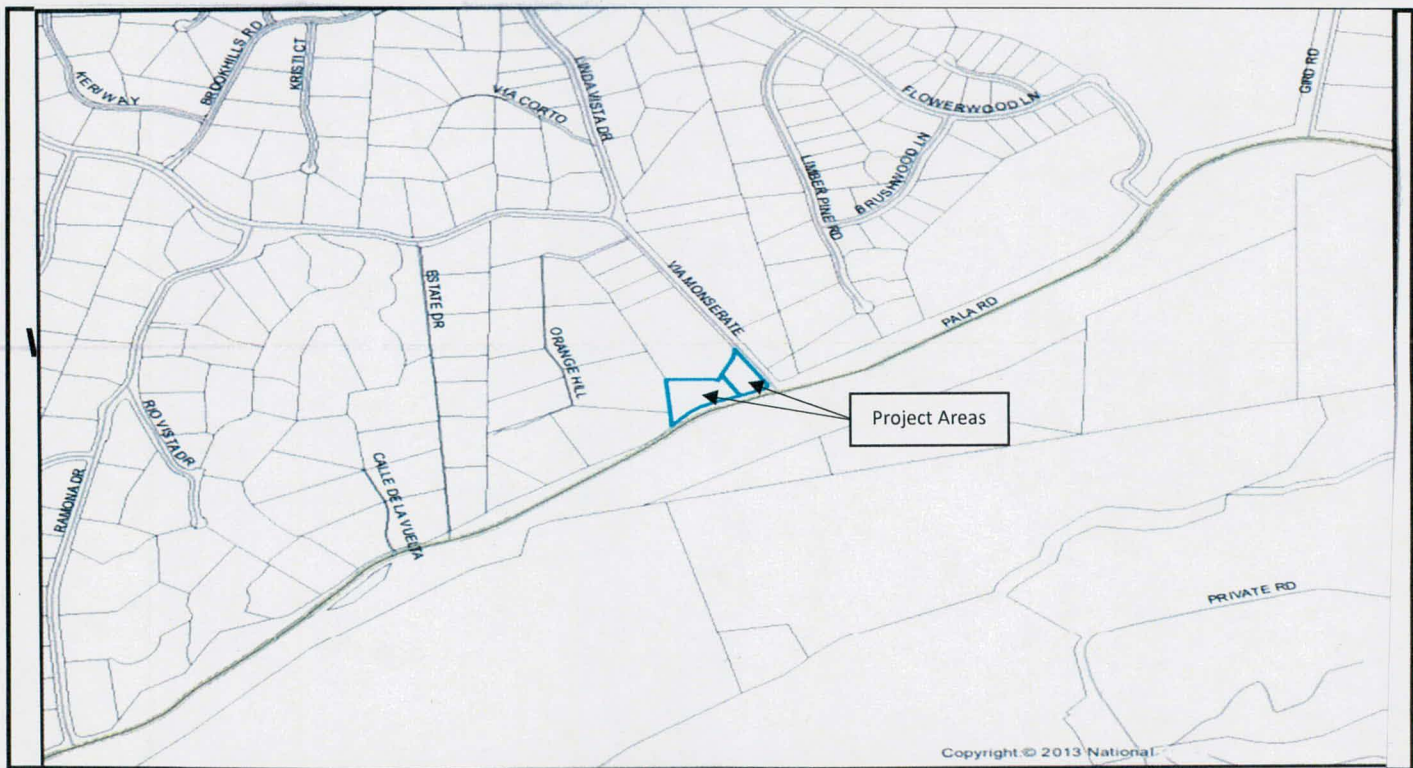 KERI WAY
BROOKHILLS RD
KRISTI CT
VIA CORTO
LINDA VISTA DR
FLOWERWOOD LN
GIRD RD
LIMBER PINE RD
BRUSHWOOD LN
ESTATE DR
VIA MONSERATE
PALA RD
ORANGE HILL
Project Areas
RIO VISTA DR
RAMONA DR
CALLE DE LA VUELTA
PRIVATE RD
Copyright:© 2013 National